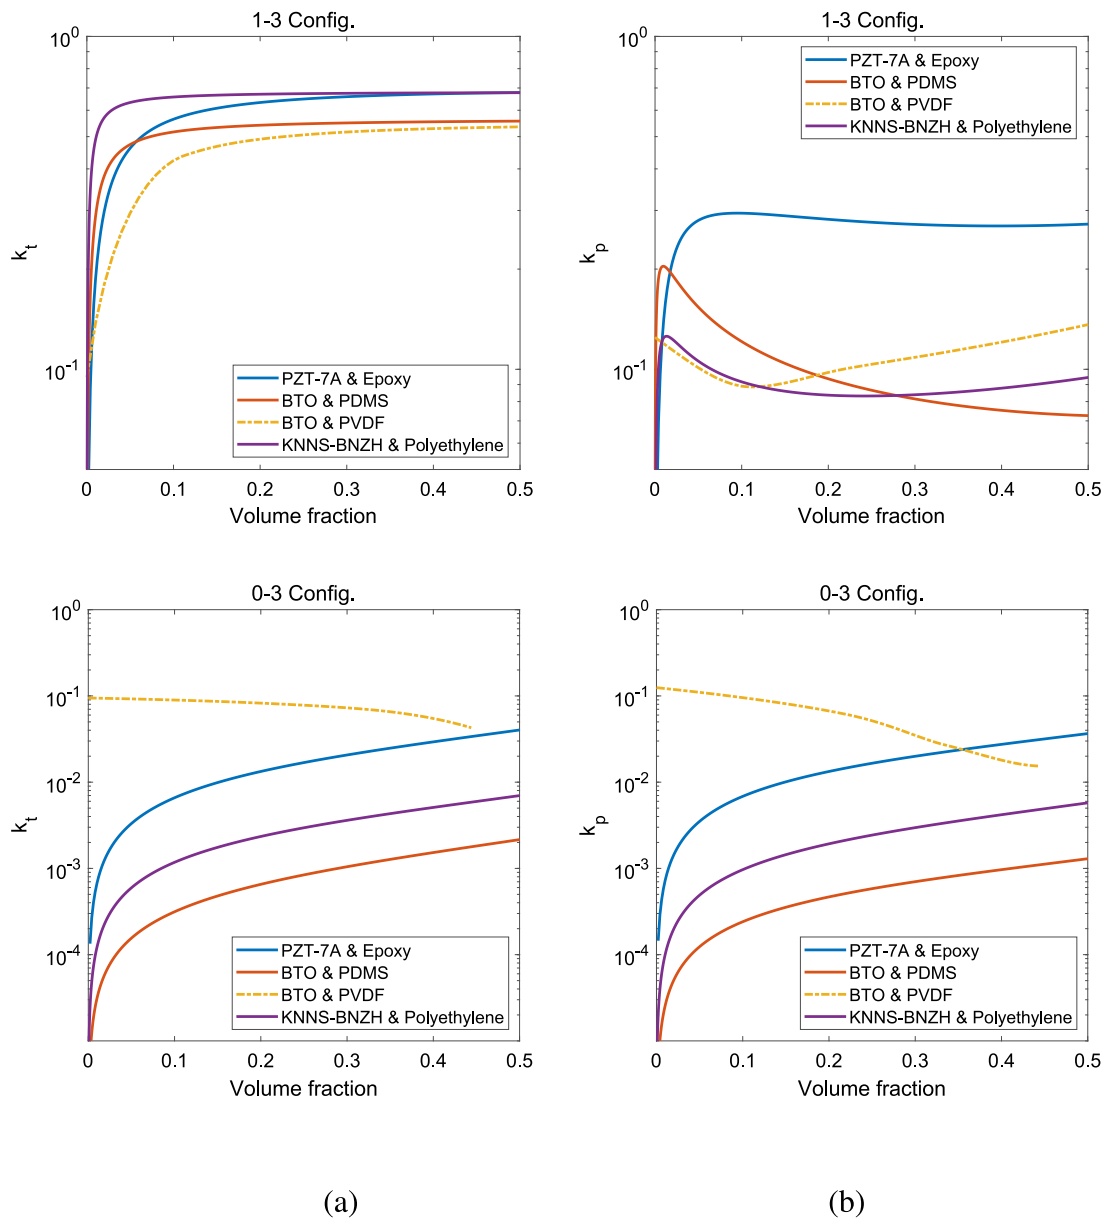 1-3 Config.
10^0
10^-1
k_t
PZT-7A & Epoxy
BTO & PDMS
BTO & PVDF
KNNS-BNZH & Polyethylene
0 0.1 0.2 0.3 0.4 0.5
Volume fraction
1-3 Config.
10^0
PZT-7A & Epoxy
BTO & PDMS
BTO & PVDF
KNNS-BNZH & Polyethylene
k_p
10^-1
0 0.1 0.2 0.3 0.4 0.5
Volume fraction
0-3 Config.
10^0
10^-1
10^-2
k_t
10^-3
10^-4
PZT-7A & Epoxy
BTO & PDMS
BTO & PVDF
KNNS-BNZH & Polyethylene
0 0.1 0.2 0.3 0.4 0.5
Volume fraction
0-3 Config.
10^0
10^-1
10^-2
k_p
10^-3
10^-4
PZT-7A & Epoxy
BTO & PDMS
BTO & PVDF
KNNS-BNZH & Polyethylene
0 0.1 0.2 0.3 0.4 0.5
Volume fraction
(a) (b)